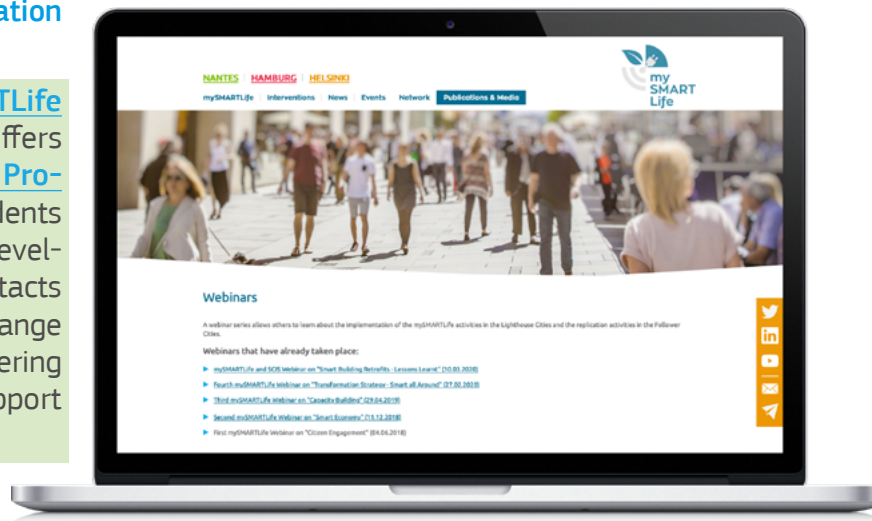 ation
TLife
ffers
Pro-
dents
evel-
tacts
ange
ering
pport
my
SMART
Life
NANTES | HAMBURG | HELSINKI
mySMARTLife | Interventions | News | Events | Network | Publications & Media
Webinars
A webinar series allows others to learn about the implementation of the mySMARTLife activities in the Lighthouse Cities and the replication activities in the Follower
Cities.
Webinars that have already taken place:
mySMARTLife and SCIS Webinar on "Smart Building Retrofits - Lessons Learnt" (10.03.2020)
Fourth mySMARTLife Webinar on "Transformation Strategy - Smart all Around" (27.02.2020)
Third mySMARTLife Webinar on "Capacity Building" (29.04.2019)
Second mySMARTLife Webinar on "Smart Economy" (13.12.2018)
First mySMARTLife Webinar on "Citizen Engagement" (04.06.2018)
in